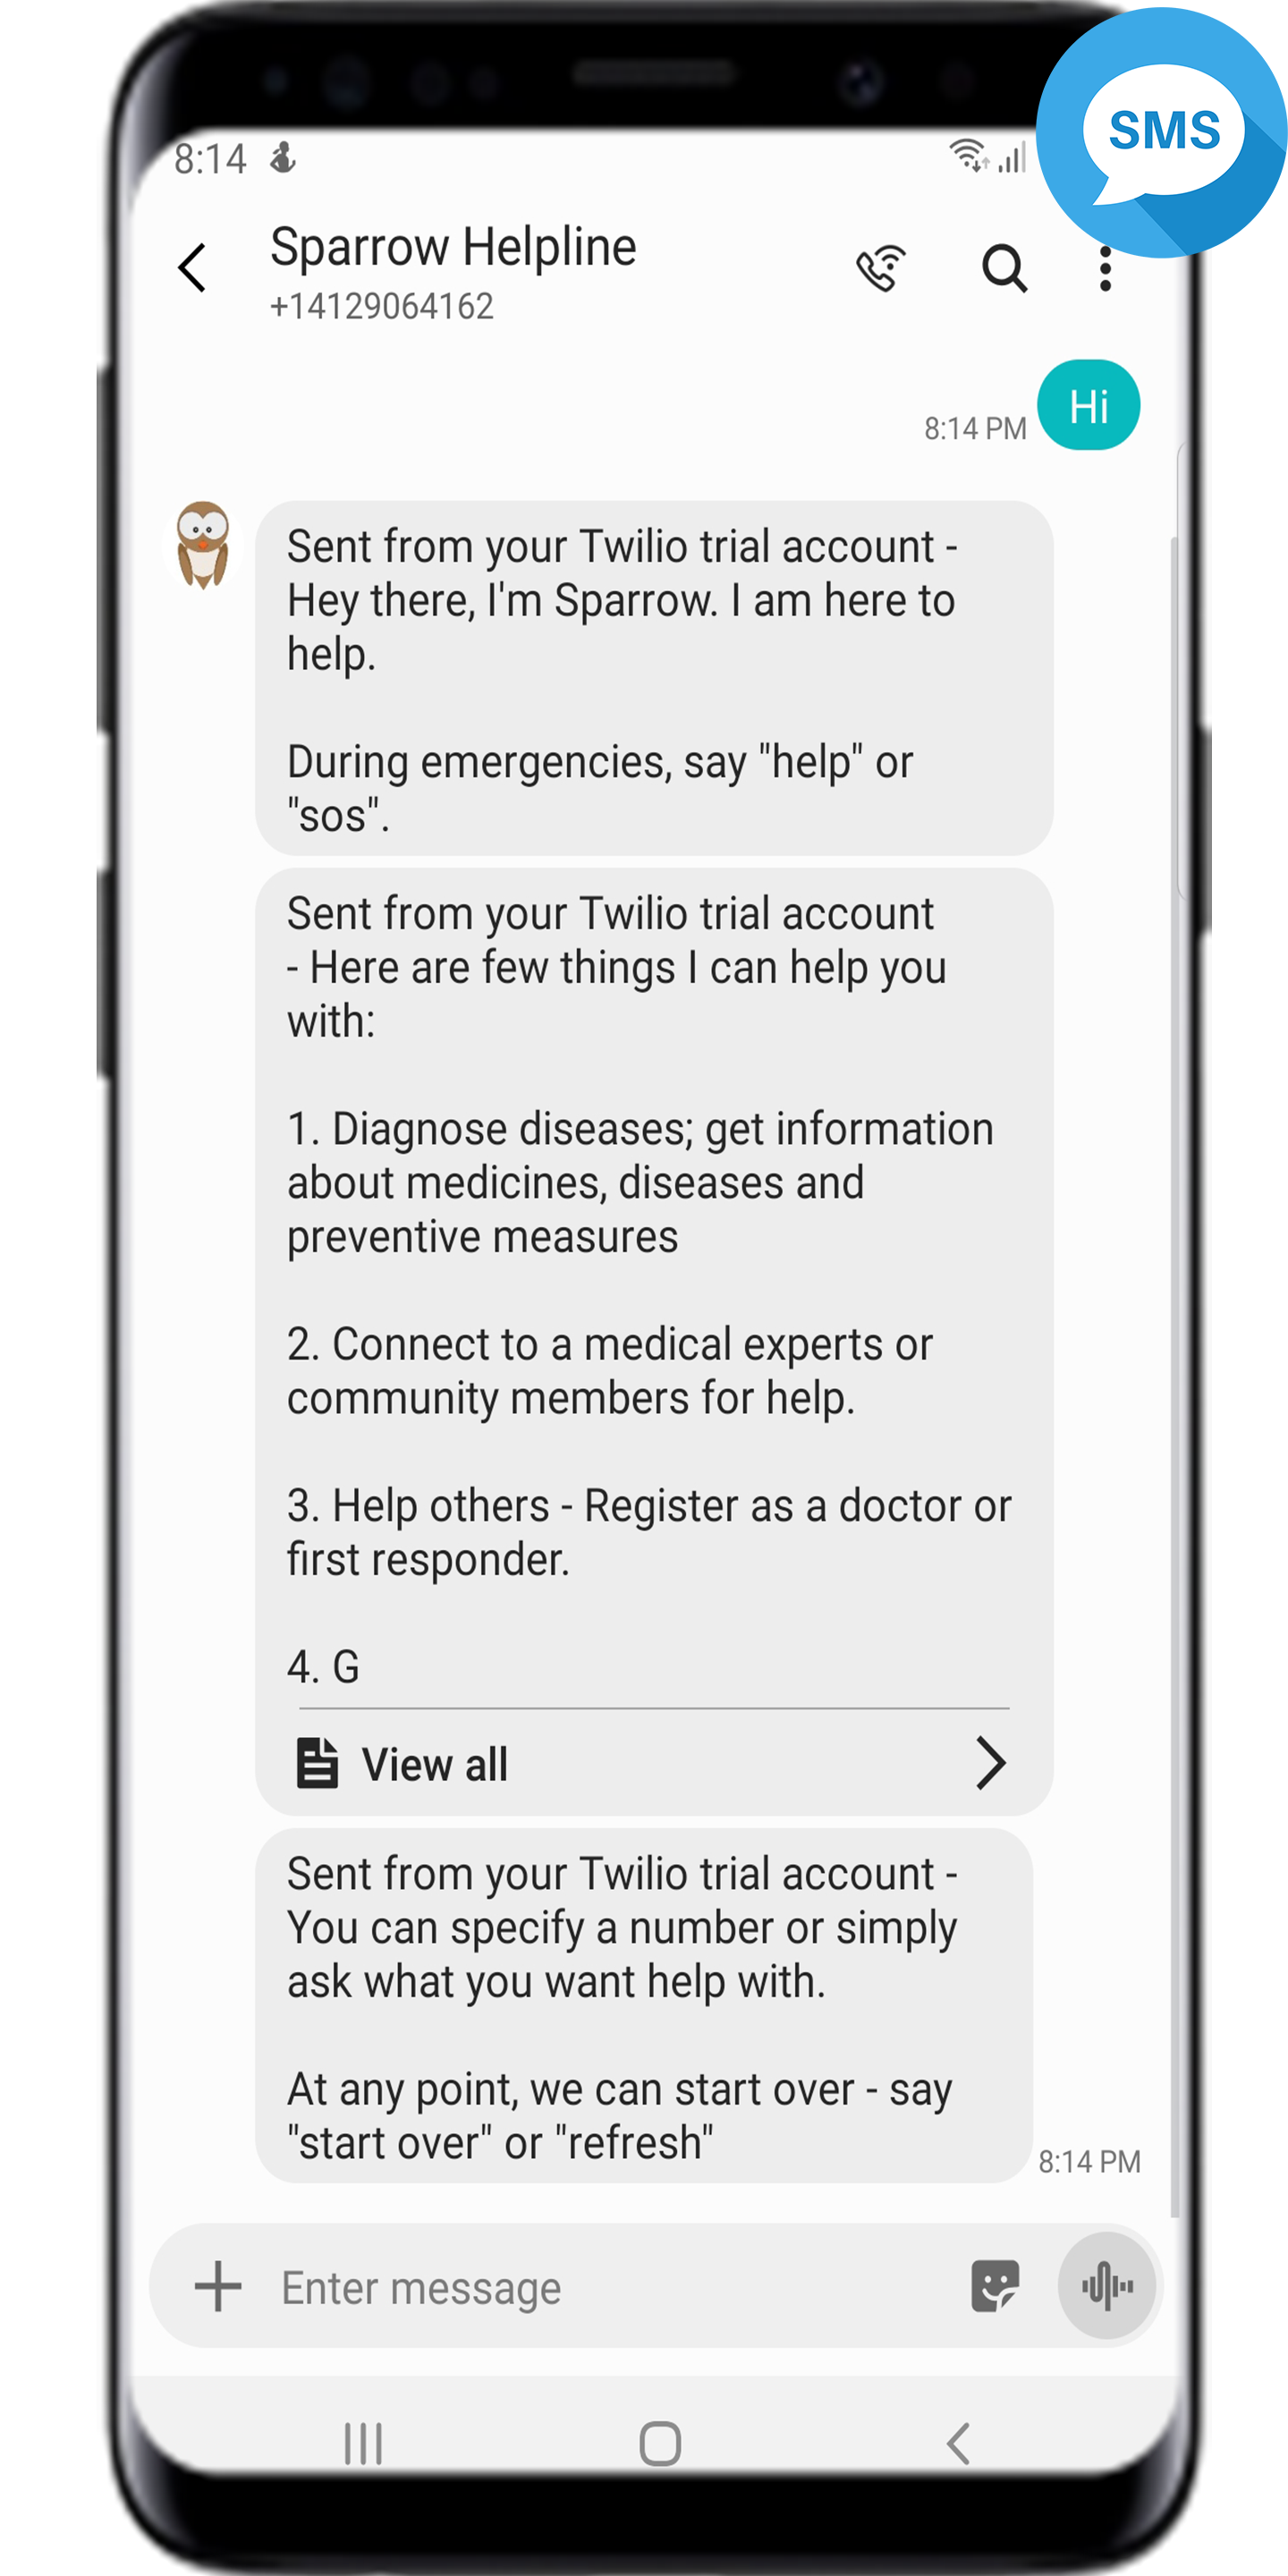 SMS
8:14
Sparrow Helpline
+14129064162
Hi
8:14 PM
Sent from your Twilio trial account -
Hey there, I'm Sparrow. I am here to
help.
During emergencies, say "help" or
"sos".
Sent from your Twilio trial account
- Here are few things I can help you
with:
1. Diagnose diseases; get information
about medicines, diseases and
preventive measures
2. Connect to a medical experts or
community members for help.
3. Help others - Register as a doctor or
first responder.
4. G
View all
Sent from your Twilio trial account -
You can specify a number or simply
ask what you want help with.
At any point, we can start over - say
"start over" or "refresh"
8:14 PM
Enter message